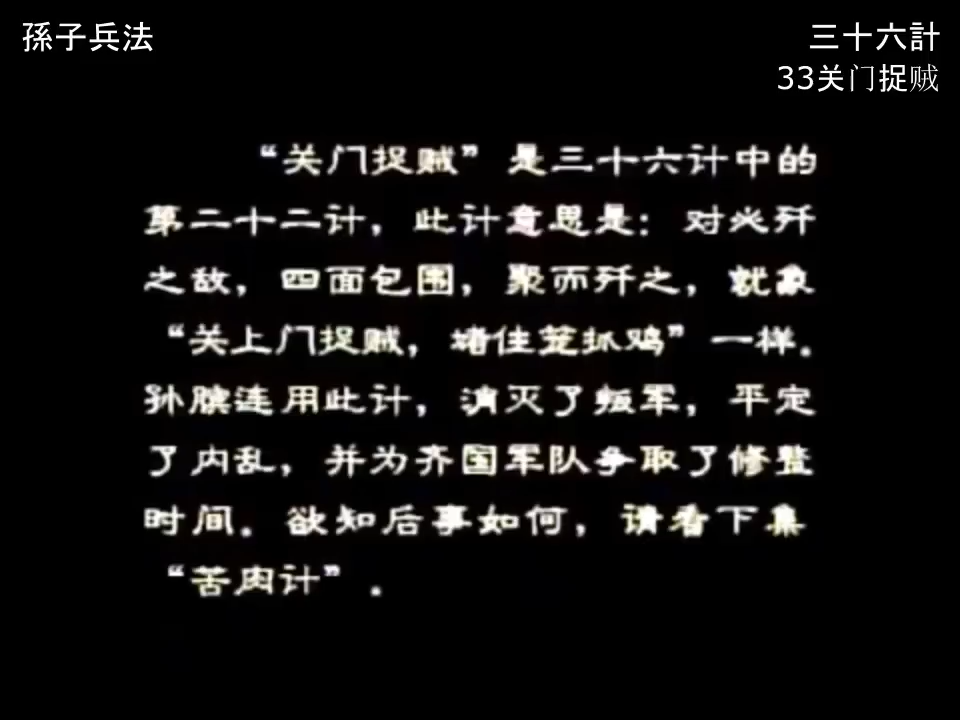 孫子兵法
三十六計
33关门捉贼
“关门捉贼”是三十六计中的
第二十二计，此计意思是：对火歼
之敌，四面包围，聚而歼之，就象
“关上门捉贼，堵住笼抓鸡”一样。
孙膑连用此计，消灭了叛军，平定
了内乱，并为齐国军队争取了修整
时间。欲知后事如何，请看下集
“苦肉计”。